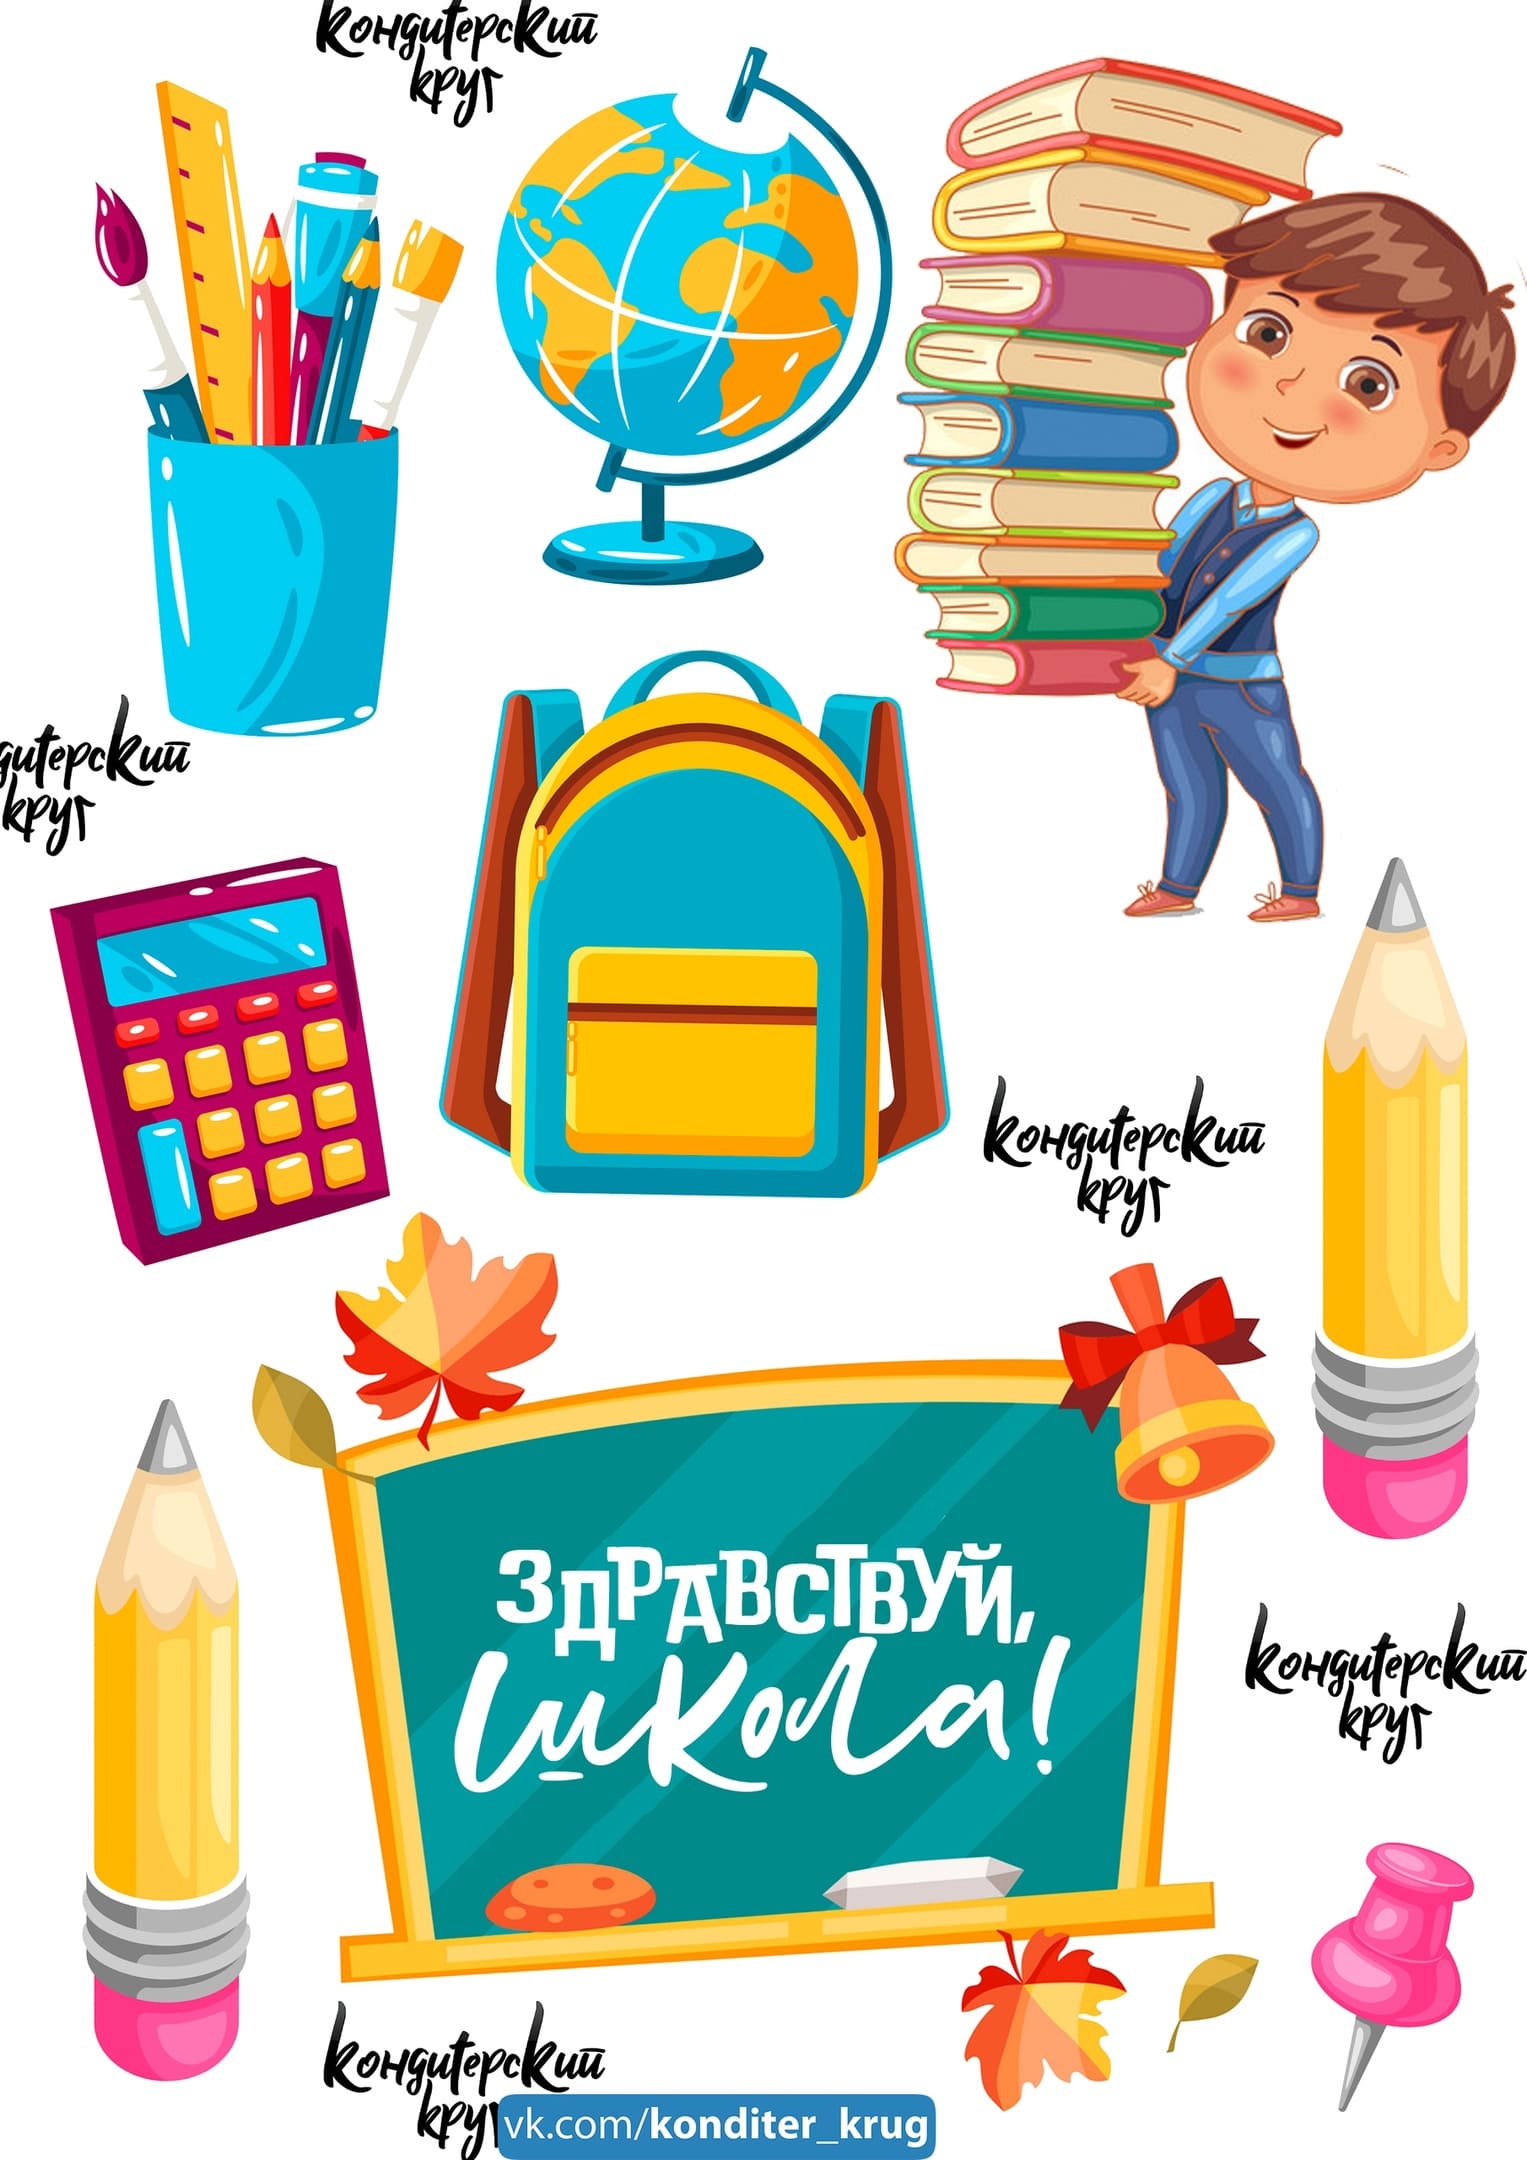 кондитерский
круг
дитерский
круг
кондитерский
круг
ЗДРАВСТВУЙ,
школа!
кондитерский
круг
кондитерский
круг
vk.com/konditer_krug